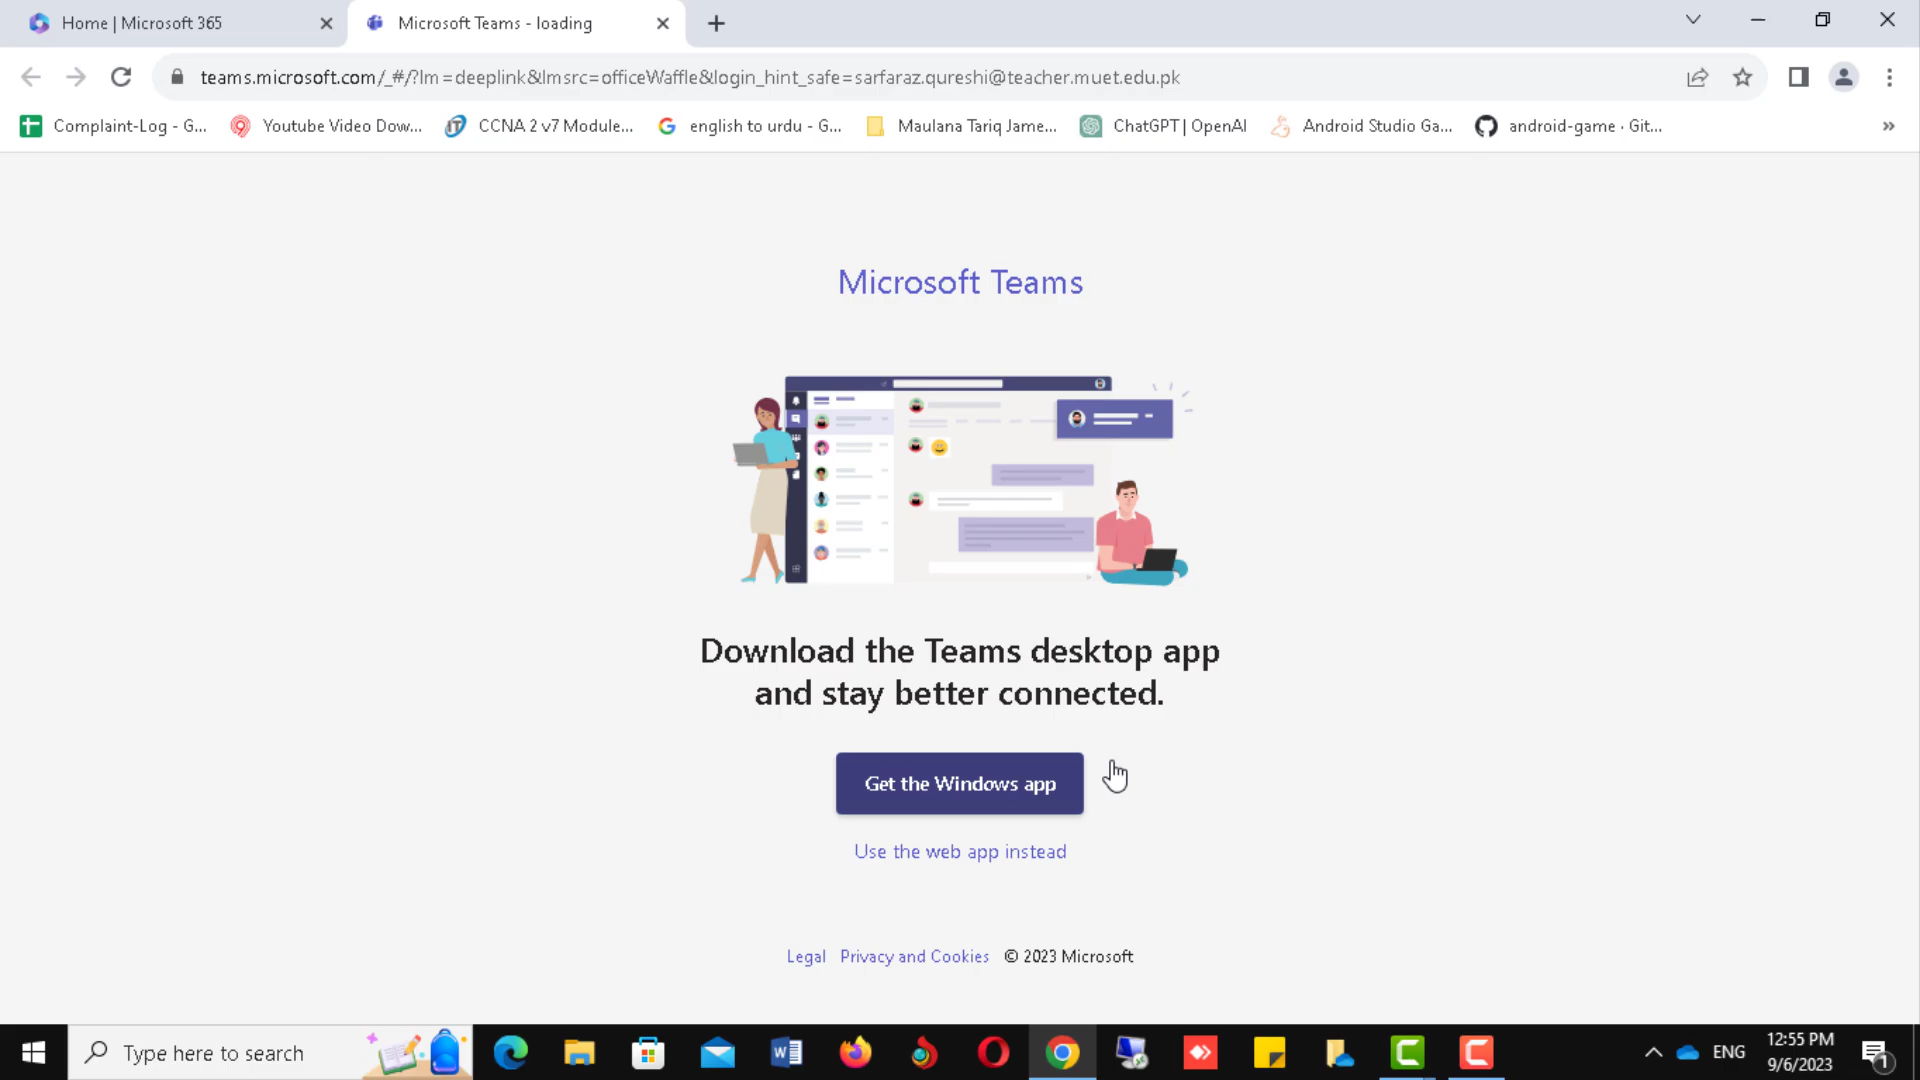 Home | Microsoft 365
Microsoft Teams - loading
teams.microsoft.com/_#/?lm=deeplink&lmsrc=officeWaffle&login_hint_safe=sarfaraz.qureshi@teacher.muet.edu.pk
Complaint-Log - G...
Youtube Video Dow...
CCNA 2 v7 Module...
english to urdu - G...
Maulana Tariq Jame...
ChatGPT | OpenAI
Android Studio Ga...
android-game · Git...
»
Microsoft Teams
Download the Teams desktop app
and stay better connected.
Get the Windows app
Use the web app instead
Legal Privacy and Cookies © 2023 Microsoft
Type here to search
ENG
12:55 PM
9/6/2023
1